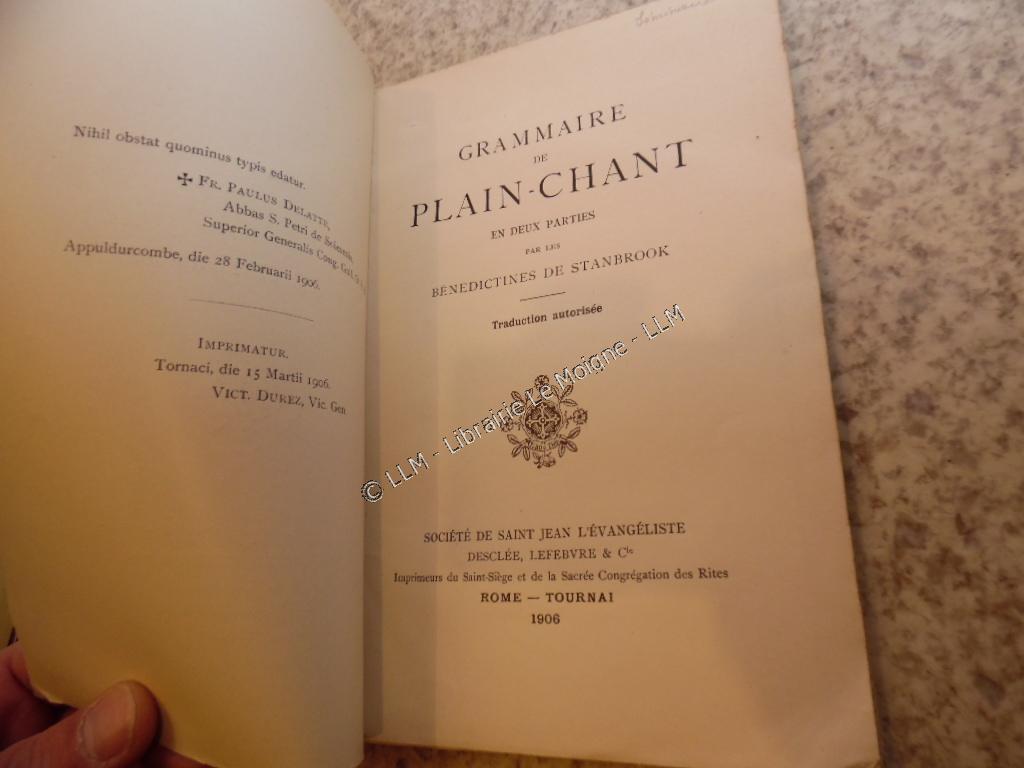 Nihil obstat quominus typis edatur.
✠ FR. PAULUS DELATTE,
Abbas S. Petri de Solesmis,
Superior Generalis Cong. Gall. O.
Appuldurcombe, die 28 Februarii 1906.
IMPRIMATUR.
Tornaci, die 15 Martii 1906.
VICT. DUREZ, Vic. Gen.
GRAMMAIRE
DE
PLAIN-CHANT
EN DEUX PARTIES
PAR LES
BÉNEDICTINES DE STANBROOK
Traduction autorisée
© LLM - Librairie Le Moigne - LLM
SOCIÉTÉ DE SAINT JEAN L'ÉVANGÉLISTE
DESCLÉE, LEFEBVRE & Cie
Imprimeurs du Saint-Siège et de la Sacrée Congrégation des Rites
ROME — TOURNAI
1906